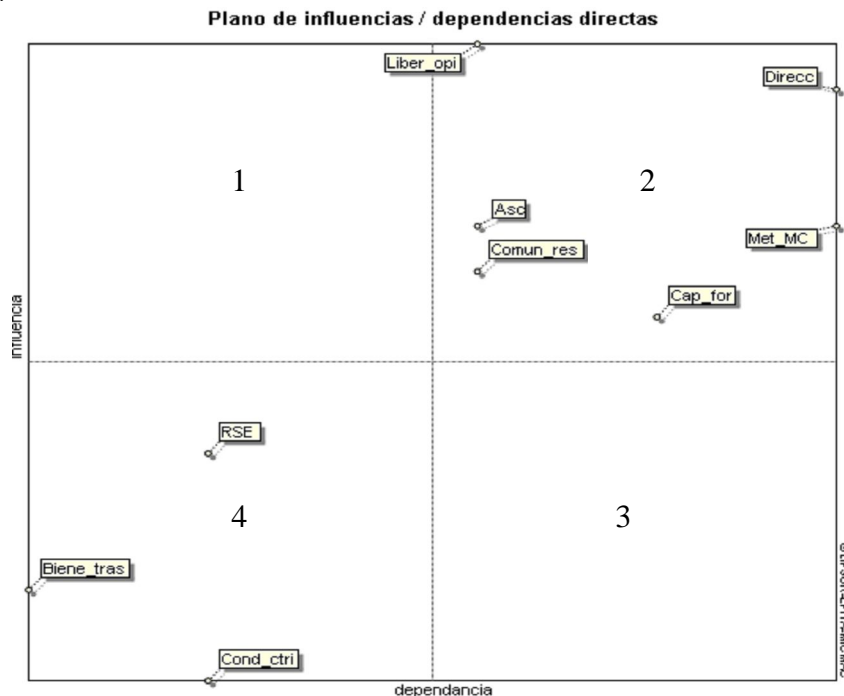 Plano de influencias / dependencias directas
Liber_opi
Direcc
1
2
Asc
Met_MC
Comun_res
Cap_for
influencia
RSE
4
3
Biene_tras
Cond_ctri
dependancia